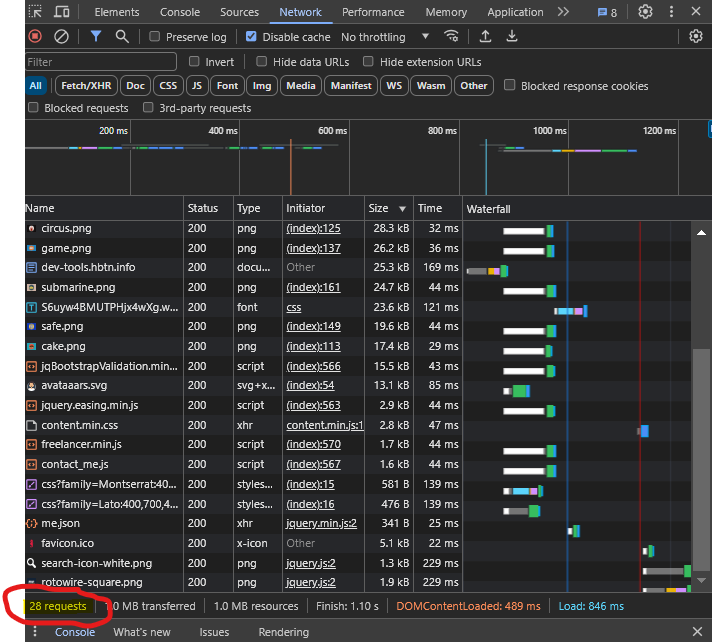 Elements Console Sources Network Performance Memory Application 8
Preserve log Disable cache No throttling
Filter Invert Hide data URLs Hide extension URLs
All Fetch/XHR Doc CSS JS Font Img Media Manifest WS Wasm Other Blocked response cookies
Blocked requests 3rd-party requests
200 ms 400 ms 600 ms 800 ms 1000 ms 1200 ms
Name Status Type Initiator Size Time Waterfall
circus.png 200 png (index):125 28.3 kB 32 ms
game.png 200 png (index):137 26.2 kB 36 ms
dev-tools.hbtn.info 200 docu... Other 25.3 kB 169 ms
submarine.png 200 png (index):161 24.7 kB 44 ms
S6uyw4BMUTPHjx4wXg.w... 200 font css 23.6 kB 121 ms
safe.png 200 png (index):149 19.6 kB 44 ms
cake.png 200 png (index):113 17.4 kB 29 ms
jqBootstrapValidation.min... 200 script (index):566 15.5 kB 43 ms
avataaars.svg 200 svg+x... (index):54 13.1 kB 85 ms
jquery.easing.min.js 200 script (index):563 2.9 kB 44 ms
content.min.css 200 xhr content.min.js:1 2.8 kB 47 ms
freelancer.min.js 200 script (index):570 1.7 kB 44 ms
contact_me.js 200 script (index):567 1.6 kB 44 ms
css?family=Montserrat:40... 200 styles... (index):15 581 B 139 ms
css?family=Lato:400,700,4... 200 styles... (index):16 476 B 139 ms
me.json 200 xhr jquery.min.js:2 341 B 25 ms
favicon.ico 200 x-icon Other 5.1 kB 22 ms
search-icon-white.png 200 png jquery.js:2 1.3 kB 229 ms
rotowire-square.png 200 png jquery.js:2 1.9 kB 229 ms
28 requests .0 MB transferred 1.0 MB resources Finish: 1.10 s DOMContentLoaded: 489 ms Load: 846 ms
Console What's new Issues Rendering